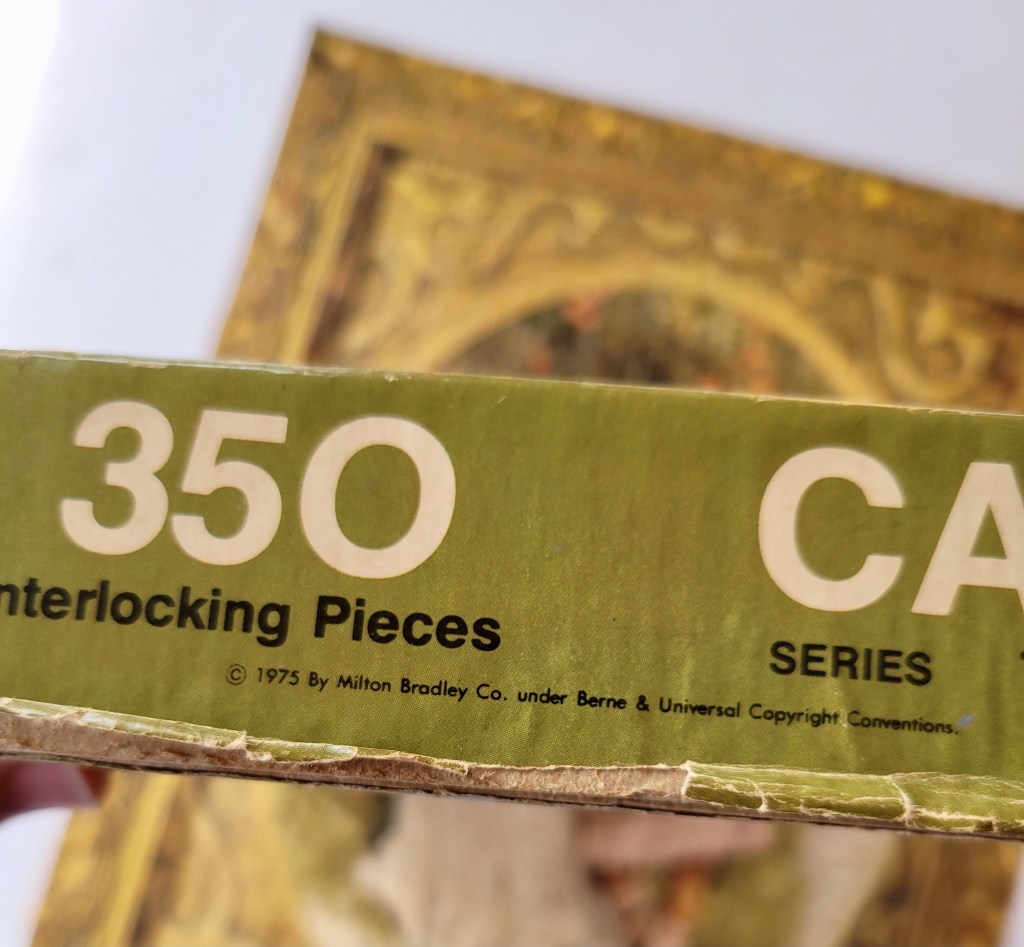 350
nterlocking Pieces
CA
SERIES
© 1975 By Milton Bradley Co. under Berne & Universal Copyright Conventions.